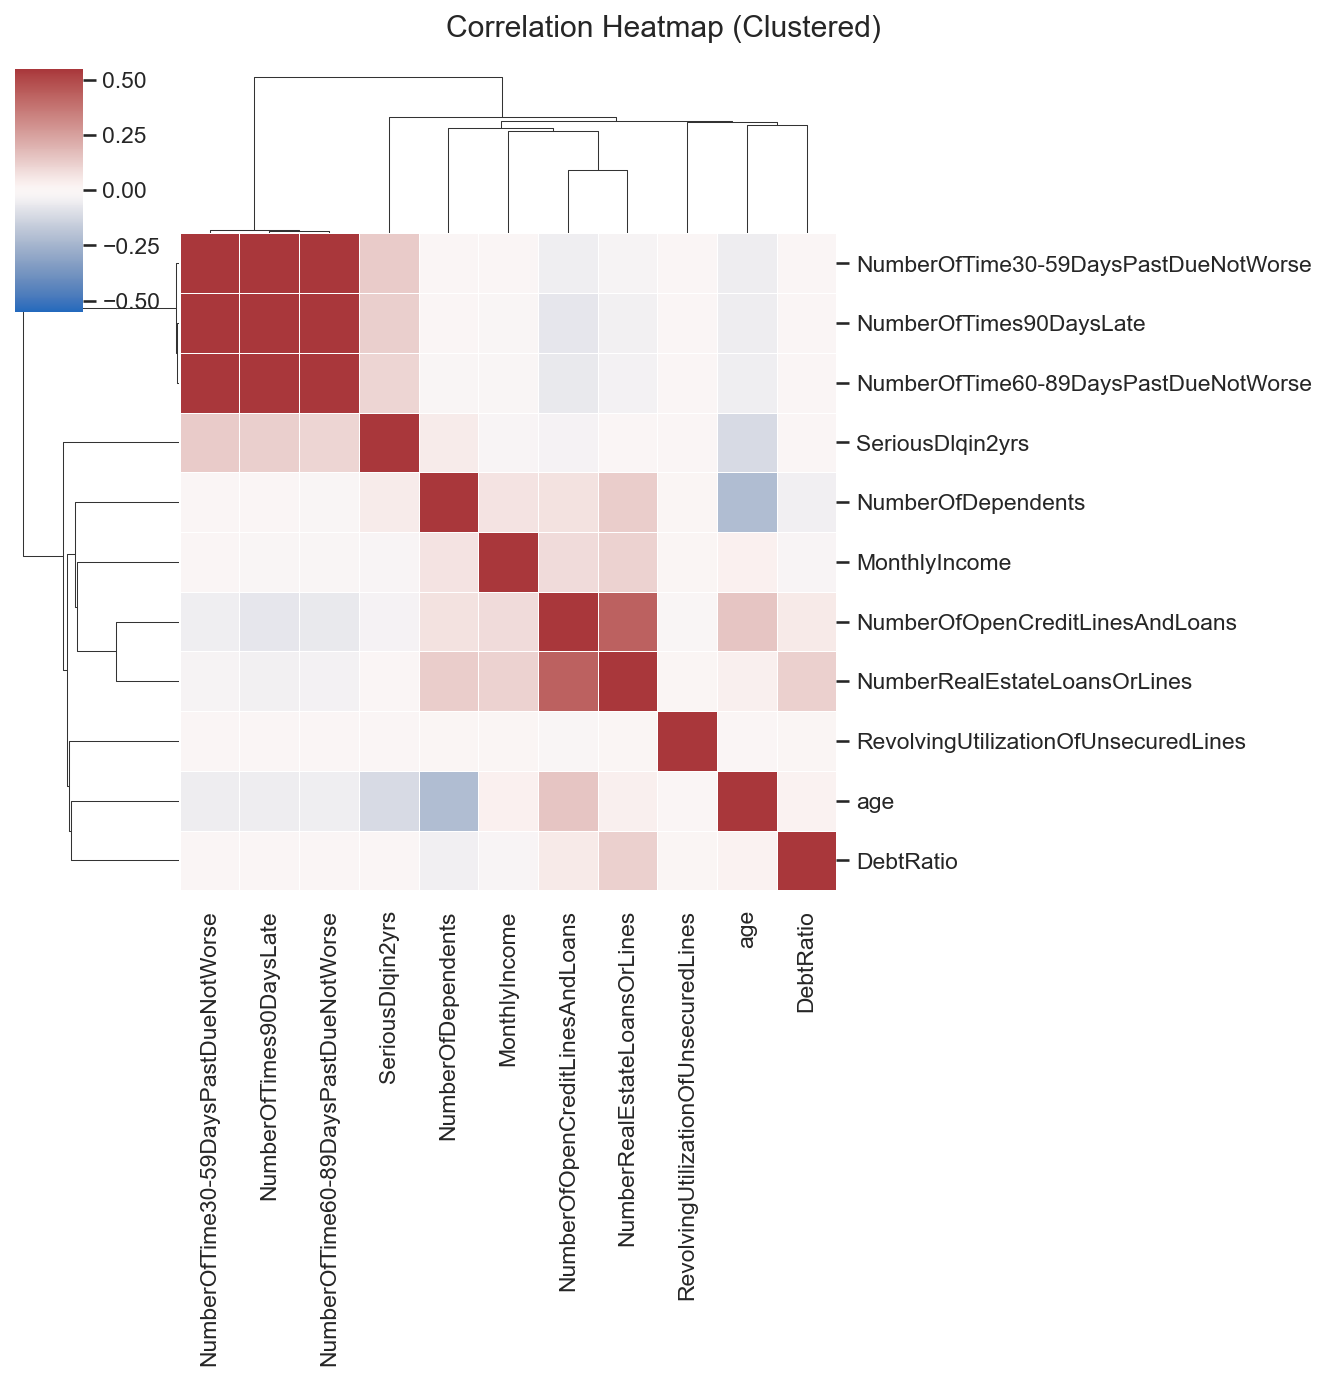 Correlation Heatmap (Clustered)
0.50
0.25
0.00
−0.25
−0.50
NumberOfTime30-59DaysPastDueNotWorse
NumberOfTimes90DaysLate
NumberOfTime60-89DaysPastDueNotWorse
SeriousDlqin2yrs
NumberOfDependents
MonthlyIncome
NumberOfOpenCreditLinesAndLoans
NumberRealEstateLoansOrLines
RevolvingUtilizationOfUnsecuredLines
age
DebtRatio
NumberOfTime30-59DaysPastDueNotWorse
NumberOfTimes90DaysLate
NumberOfTime60-89DaysPastDueNotWorse
SeriousDlqin2yrs
NumberOfDependents
MonthlyIncome
NumberOfOpenCreditLinesAndLoans
NumberRealEstateLoansOrLines
RevolvingUtilizationOfUnsecuredLines
age
DebtRatio